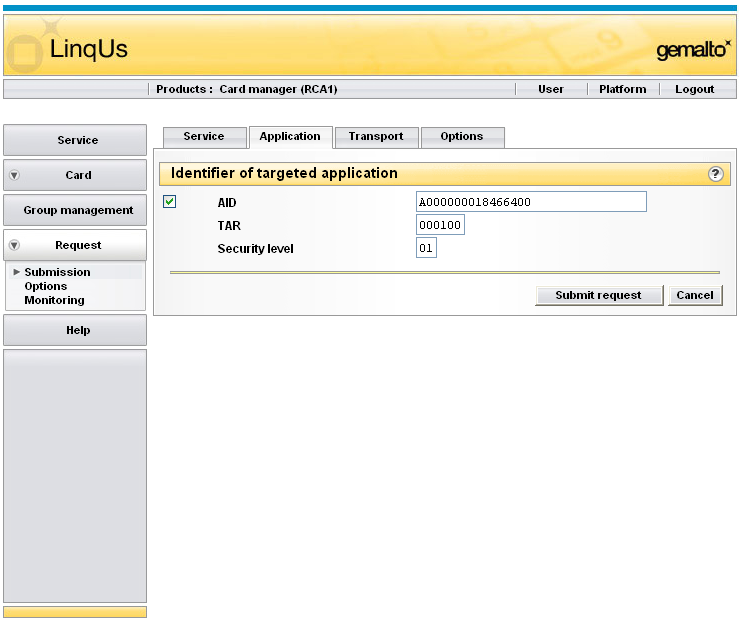 LinqUs
gemalto
Products : Card manager (RCA1)
User
Platform
Logout
Service
Card
Group management
Request
Submission
Options
Monitoring
Help
Service
Application
Transport
Options
Identifier of targeted application
?
AID
A000000018466400
TAR
000100
Security level
01
Submit request
Cancel